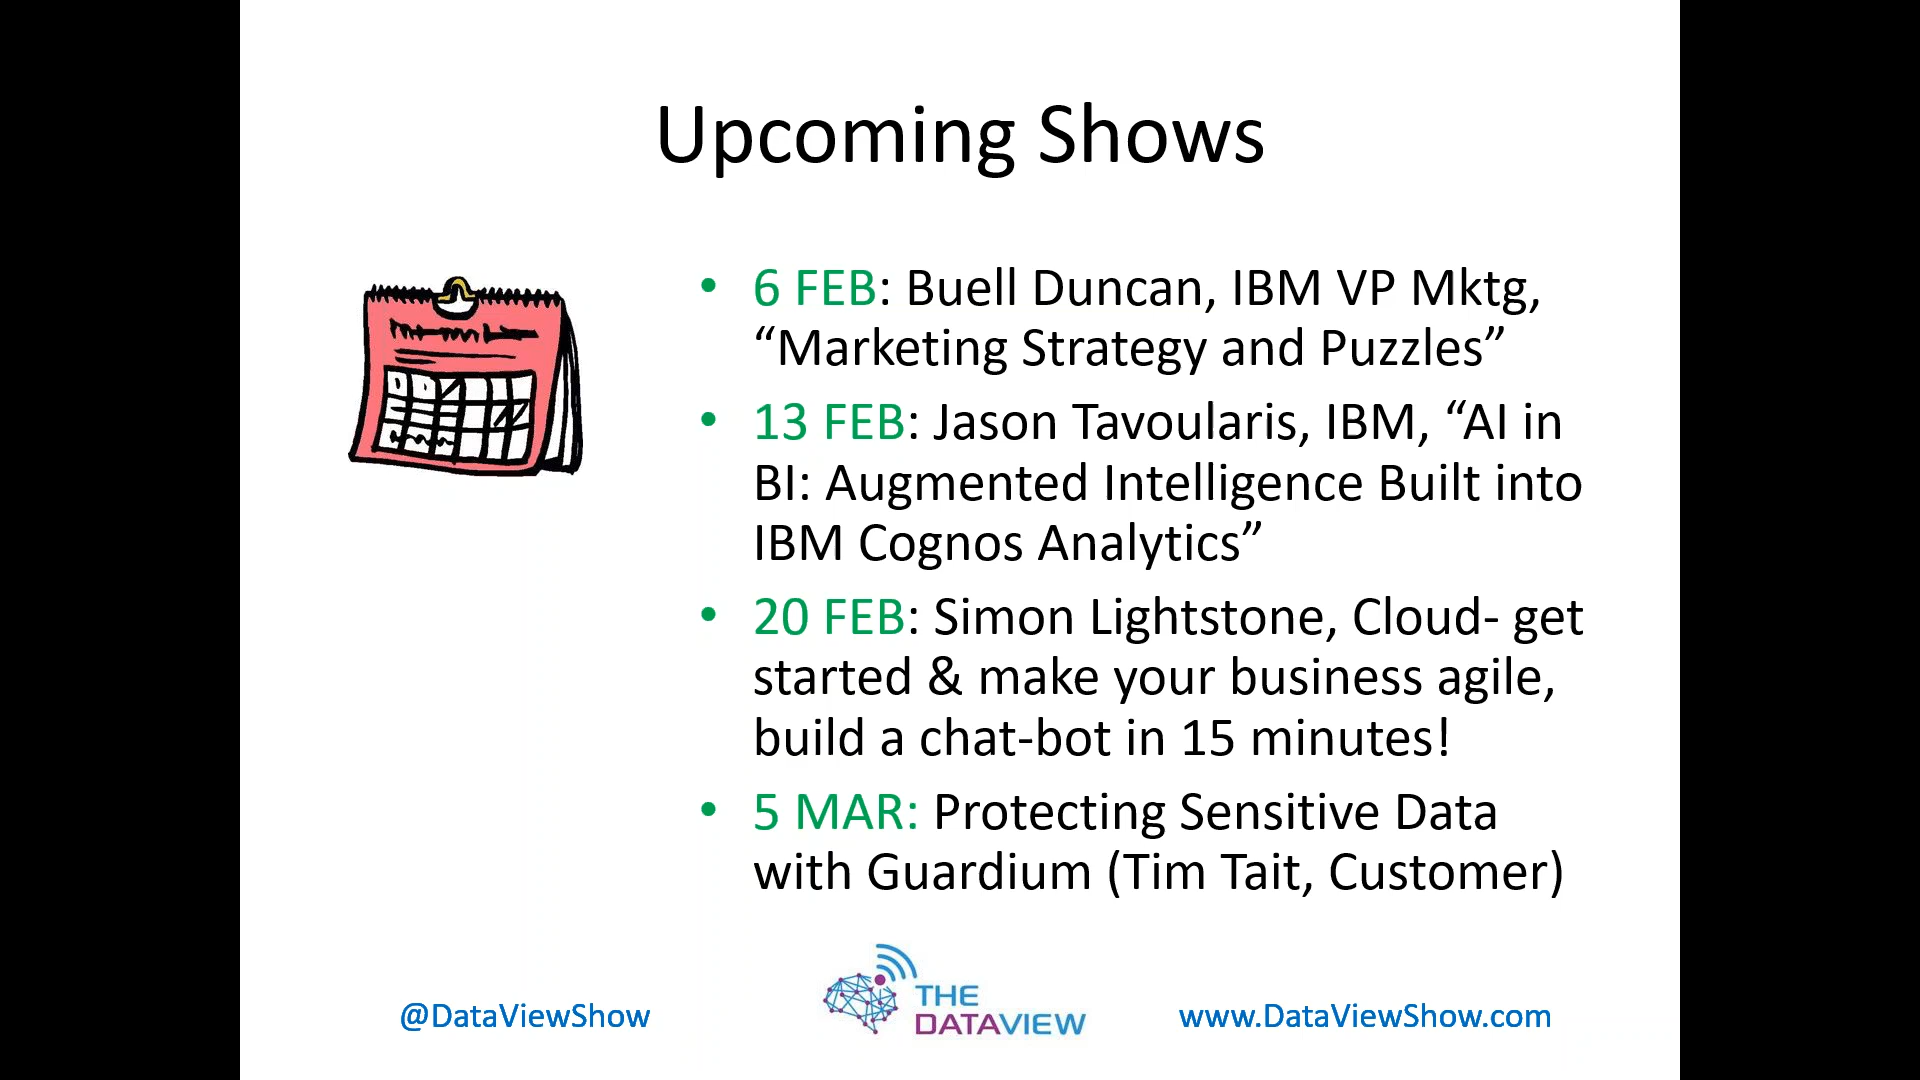 Upcoming Shows
• 6 FEB: Buell Duncan, IBM VP Mktg,
“Marketing Strategy and Puzzles”
• 13 FEB: Jason Tavoularis, IBM, “AI in
BI: Augmented Intelligence Built into
IBM Cognos Analytics”
• 20 FEB: Simon Lightstone, Cloud- get
started & make your business agile,
build a chat-bot in 15 minutes!
• 5 MAR: Protecting Sensitive Data
with Guardium (Tim Tait, Customer)
@DataViewShow
THE
DATAVIEW
www.DataViewShow.com